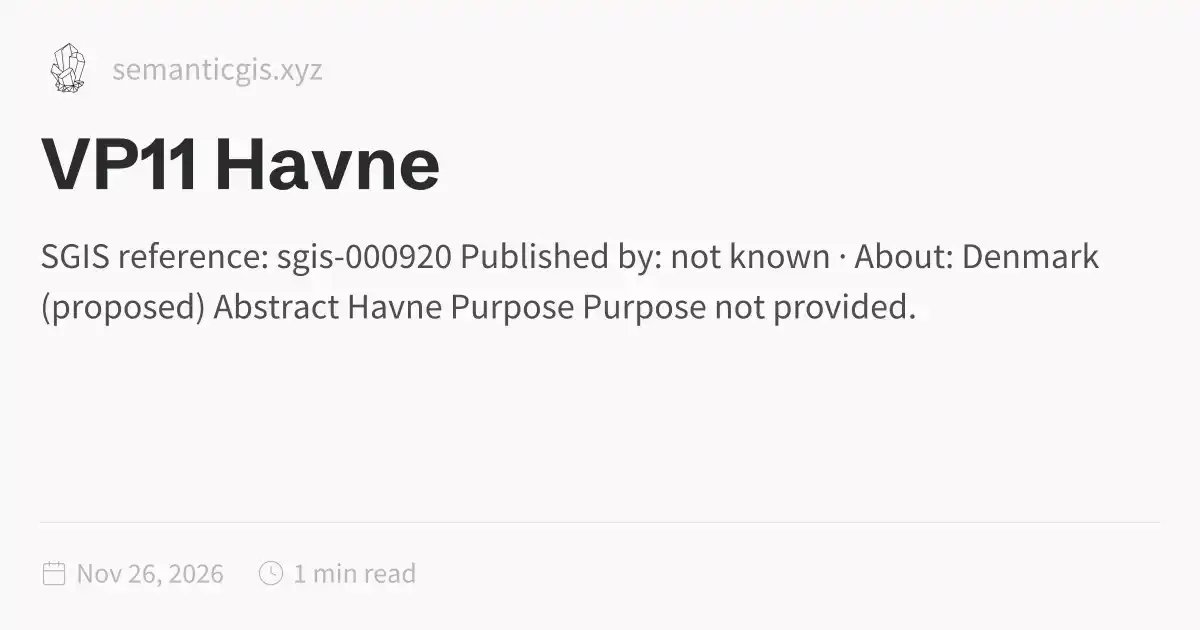 semanticgis.xyz
VP11 Havne
SGIS reference: sgis-000920 Published by: not known · About: Denmark
(proposed) Abstract Havne Purpose Purpose not provided.
Nov 26, 2026 1 min read